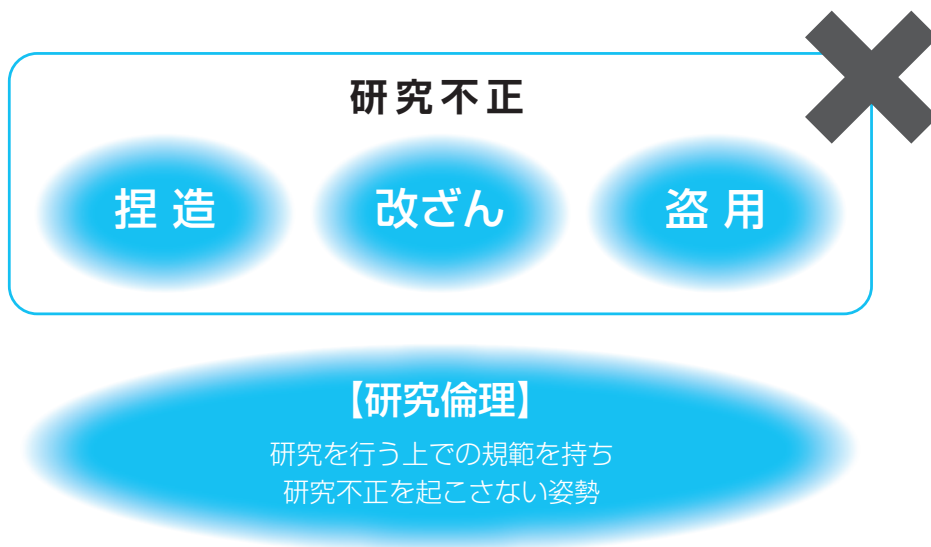 研究不正
捏造
改ざん
盗用
【研究倫理】
研究を行う上での規範を持ち
研究不正を起こさない姿勢